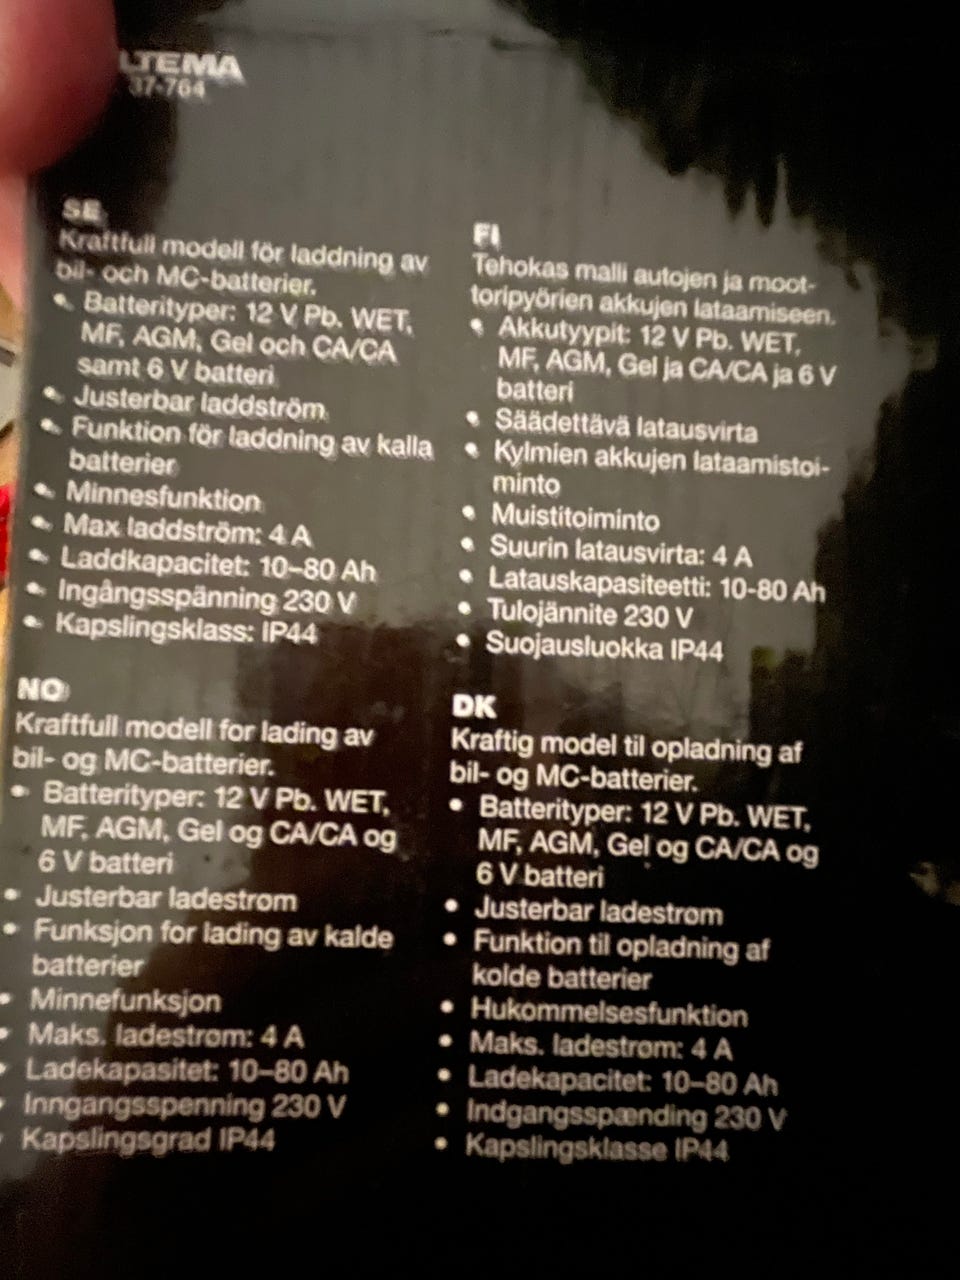 LTEMA
37-764
SE
Kraftfull modell för laddning av
bil- och MC-batterier.
• Batterityper: 12 V Pb. WET,
MF, AGM, Gel och CA/CA
samt 6 V batteri
• Justerbar laddström
• Funktion för laddning av kalla
batterier
• Minnesfunktion
• Max laddström: 4 A
• Laddkapacitet: 10–80 Ah
• Ingångsspänning 230 V
• Kapslingsklass: IP44
FI
Tehokas malli autojen ja moot-
toripyörien akkujen lataamiseen.
• Akkutyypit: 12 V Pb. WET,
MF, AGM, Gel ja CA/CA ja 6 V
batteri
• Säädettävä latausvirta
• Kylmien akkujen lataamistoi-
minto
• Muistitoiminto
• Suurin latausvirta: 4 A
• Latauskapasiteetti: 10-80 Ah
• Tulojännite 230 V
• Suojausluokka IP44
NO
Kraftfull modell for lading av
bil- og MC-batterier.
• Batterityper: 12 V Pb. WET,
MF, AGM, Gel og CA/CA og
6 V batteri
• Justerbar ladestrøm
• Funksjon for lading av kalde
batterier
• Minnefunksjon
• Maks. ladestrøm: 4 A
• Ladekapasitet: 10–80 Ah
• Inngangsspenning 230 V
• Kapslingsgrad IP44
DK
Kraftig model til opladning af
bil- og MC-batterier.
• Batterityper: 12 V Pb. WET,
MF, AGM, Gel og CA/CA og
6 V batteri
• Justerbar ladestrøm
• Funktion til opladning af
kolde batterier
• Hukommelsesfunktion
• Maks. ladestrøm: 4 A
• Ladekapacitet: 10–80 Ah
• Indgangsspænding 230 V
• Kapslingsklasse IP44